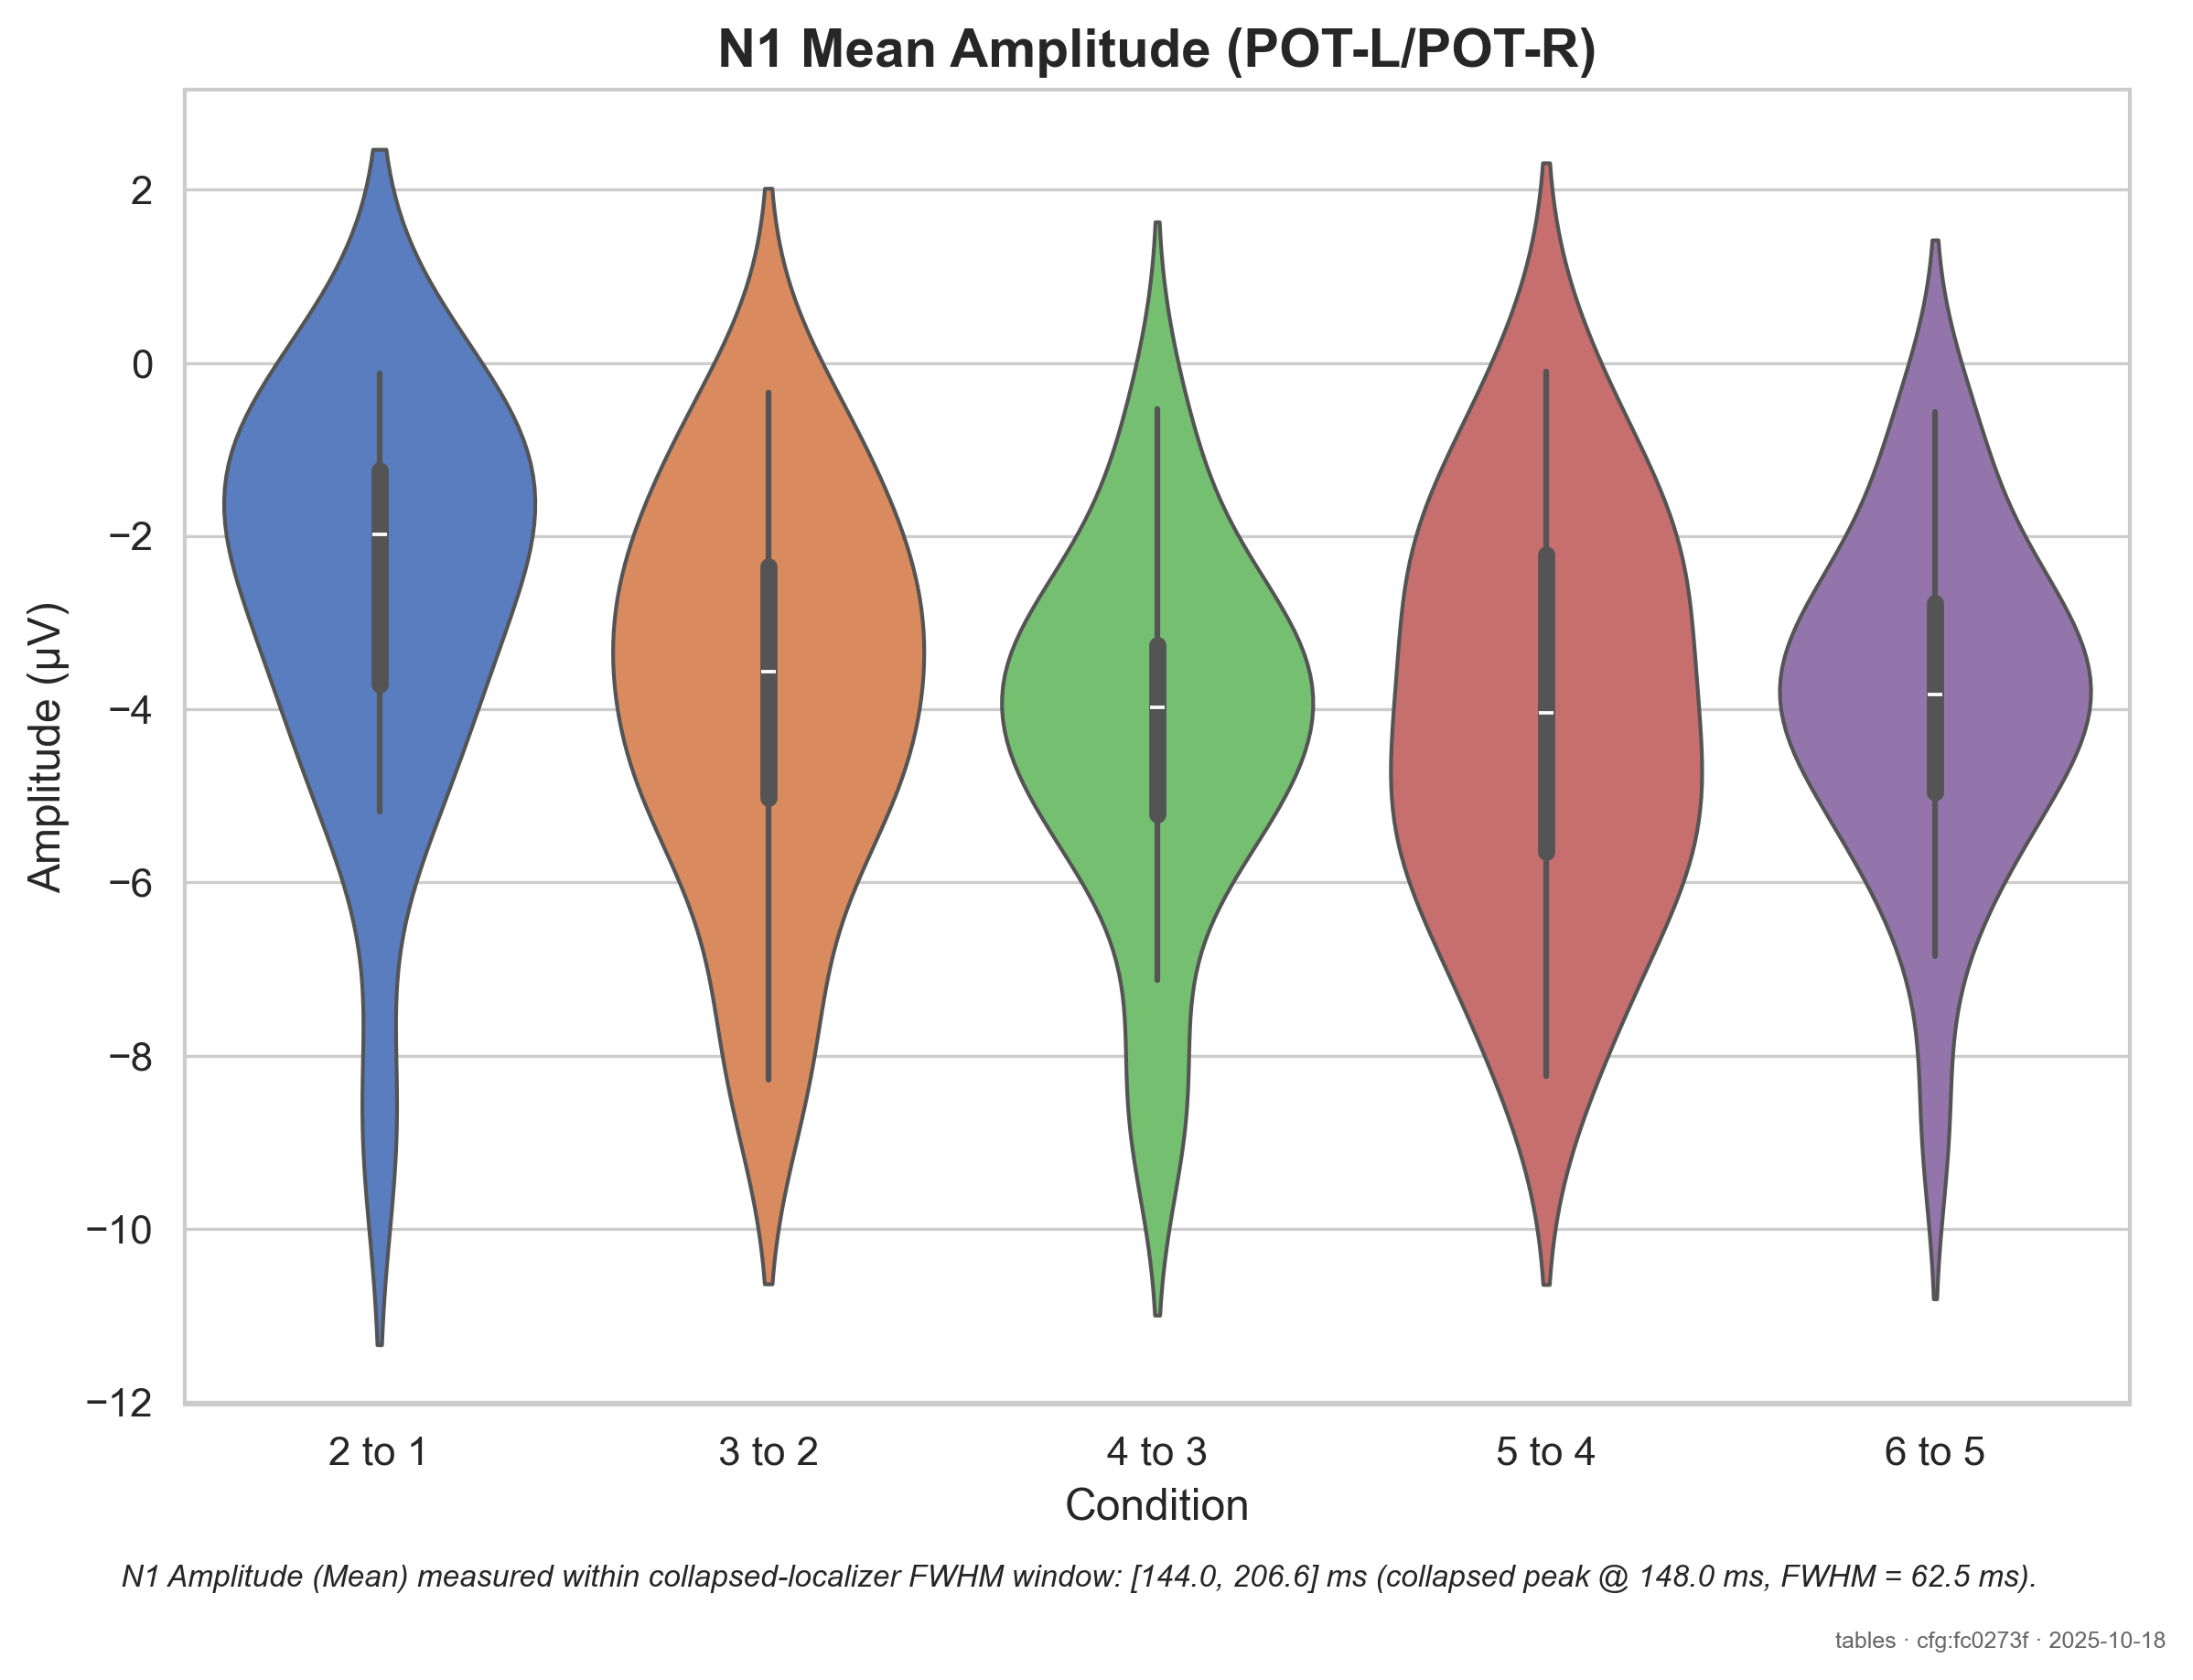 N1 Mean Amplitude (POT-L/POT-R)
Amplitude (µV)
2
0
−2
−4
−6
−8
−10
−12
2 to 1
3 to 2
4 to 3
5 to 4
6 to 5
Condition
N1 Amplitude (Mean) measured within collapsed-localizer FWHM window: [144.0, 206.6] ms (collapsed peak @ 148.0 ms, FWHM = 62.5 ms).
tables · cfg:fc0273f · 2025-10-18